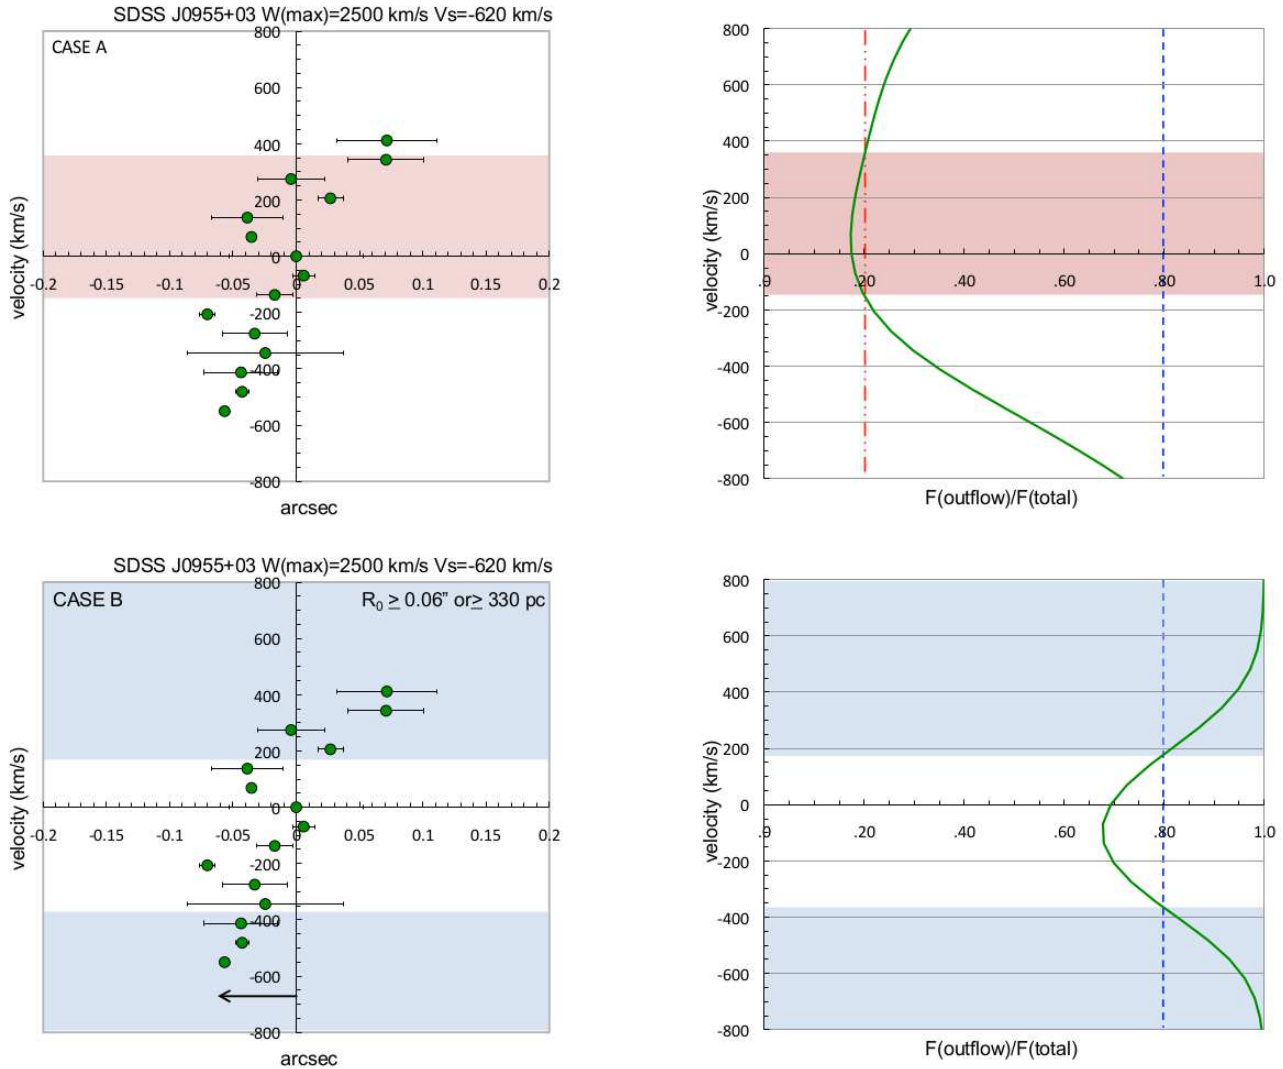 SDSS J0955+03 W(max)=2500 km/s Vs=-620 km/s
CASE A
800
600
400
200
0
-200
-400
-600
-800
-0.2 -0.15 -0.1 -0.05 0 0.05 0.1 0.15 0.2
velocity (km/s)
arcsec
800
600
400
200
0
-200
-400
-600
-800
.0 .20 .40 .60 .80 1.0
velocity (km/s)
F(outflow)/F(total)
SDSS J0955+03 W(max)=2500 km/s Vs=-620 km/s
CASE B
R0 ≥ 0.06” or≥ 330 pc
800
600
400
200
0
-200
-400
-600
-800
-0.2 -0.15 -0.1 -0.05 0 0.05 0.1 0.15 0.2
velocity (km/s)
arcsec
800
600
400
200
0
-200
-400
-600
-800
.0 .20 .40 .60 .80 1.0
velocity (km/s)
F(outflow)/F(total)